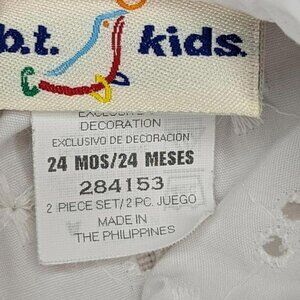 b.t. kids.
DECORATION
EXCLUSIVO DE DECORACION
24 MOS/24 MESES
284153
2 PIECE SET/2 PC. JUEGO
MADE IN
THE PHILIPPINES